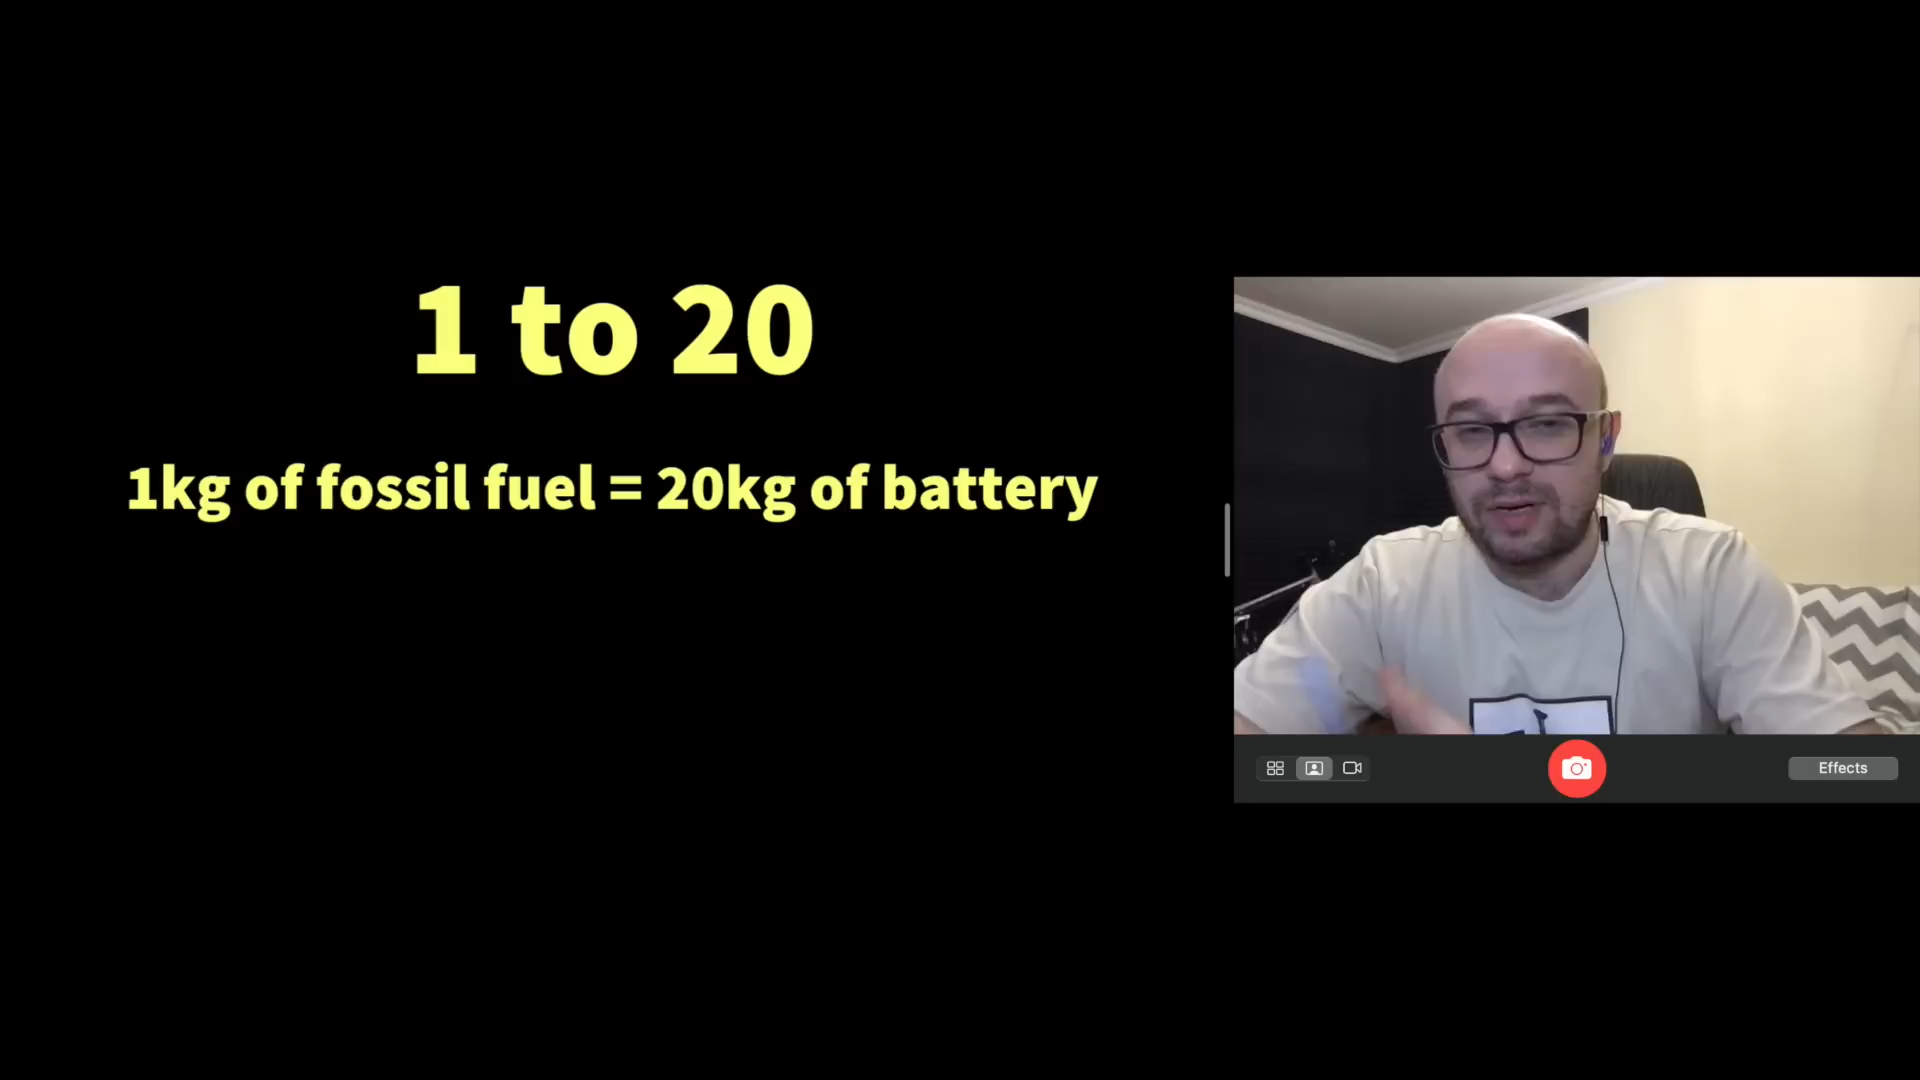 1 to 20
1kg of fossil fuel = 20kg of battery
Effects